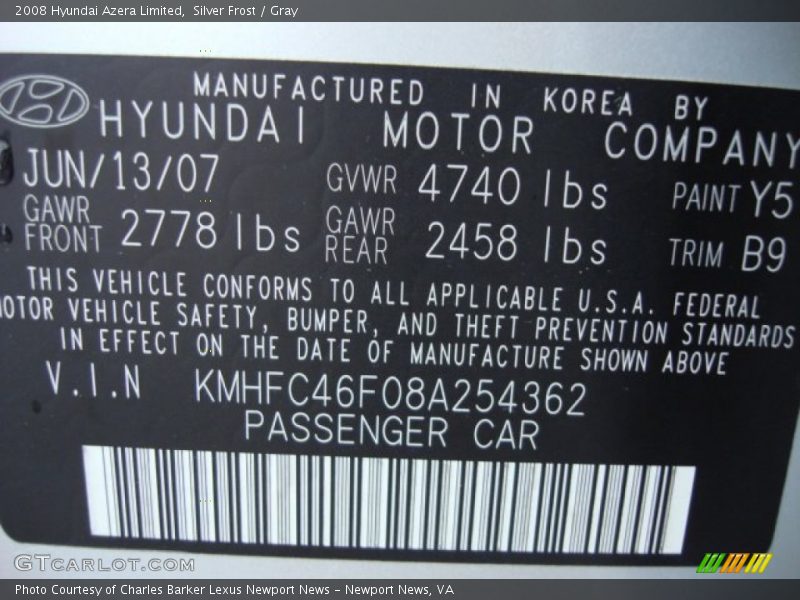 2008 Hyundai Azera Limited,  Silver Frost / Gray
MANUFACTURED IN KOREA BY
HYUNDAI MOTOR COMPANY
JUN/13/07 GVWR 4740 lbs PAINT Y5
GAWR FRONT 2778 lbs GAWR REAR 2458 lbs TRIM B9
THIS VEHICLE CONFORMS TO ALL APPLICABLE U.S.A. FEDERAL
MOTOR VEHICLE SAFETY, BUMPER, AND THEFT PREVENTION STANDARDS
IN EFFECT ON THE DATE OF MANUFACTURE SHOWN ABOVE
V.I.N KMHFC46F08A254362
PASSENGER CAR
GTCARLOT.COM
Photo Courtesy of Charles Barker Lexus Newport News – Newport News, VA